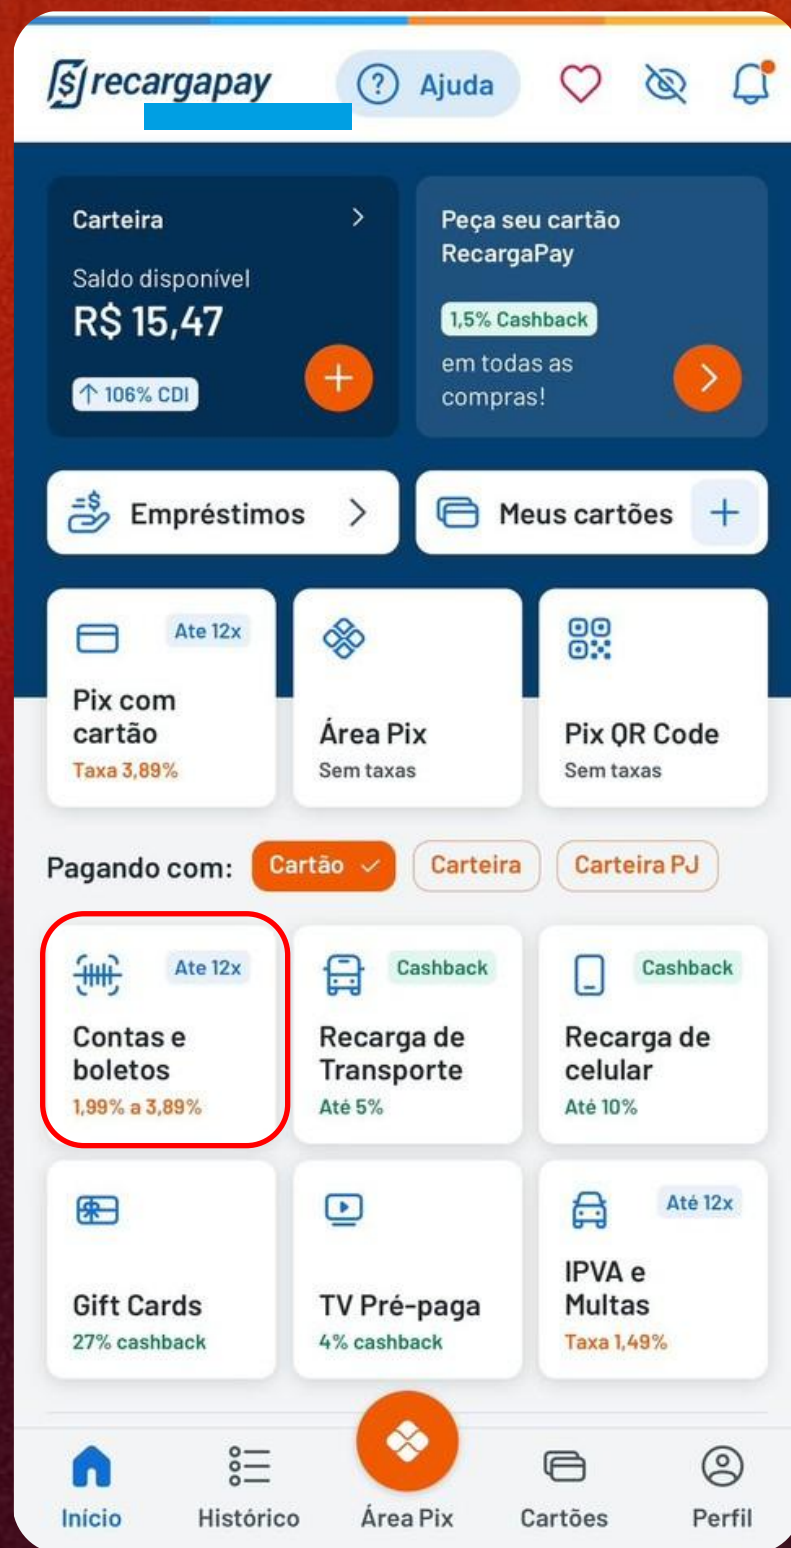 recargapay
Ajuda
Carteira
Saldo disponível
R$ 15,47
106% CDI
Peça seu cartão
RecargaPay
1,5% Cashback
em todas as
compras!
Empréstimos
Meus cartões
Ate 12x
Pix com
cartão
Taxa 3,89%
Área Pix
Sem taxas
Pix QR Code
Sem taxas
Pagando com:
Cartão
Carteira
Carteira PJ
Ate 12x
Contas e
boletos
1,99% a 3,89%
Cashback
Recarga de
Transporte
Até 5%
Cashback
Recarga de
celular
Até 10%
Gift Cards
27% cashback
TV Pré-paga
4% cashback
Até 12x
IPVA e
Multas
Taxa 1,49%
Início
Histórico
Área Pix
Cartões
Perfil